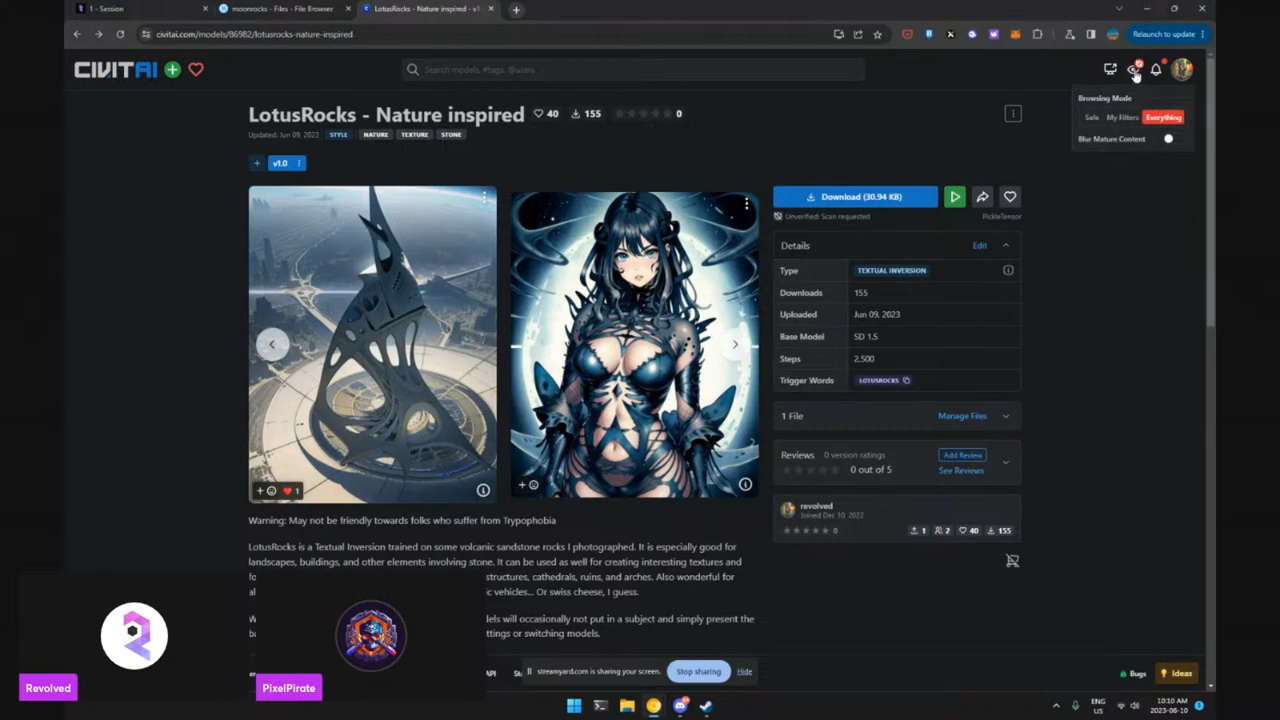 1 - Session
moonrocks - Files - File Browser
LotusRocks - Nature inspired - v1
civitai.com/models/86982/lotusrocks-nature-inspired
Relaunch to update
CIVITAI
Search models, #tags, @users
Browsing Mode
Safe My Filters Everything
Blur Mature Content
LotusRocks - Nature inspired 40 155 0
Updated: Jun 09, 2023 STYLE NATURE TEXTURE STONE
+ v1.0
Download (30.94 KB)
Unverified: Scan requested PickleTensor
Details Edit
Type TEXTUAL INVERSION
Downloads 155
Uploaded Jun 09, 2023
Base Model SD 1.5
Steps 2,500
Trigger Words LOTUSROCKS
1 File Manage Files
Reviews 0 version ratings Add Review
0 out of 5 See Reviews
revolved
Joined Dec 10, 2022
0 1 2 40 155
+ 1
+
Warning: May not be friendly towards folks who suffer from Trypophobia
LotusRocks is a Textual Inversion trained on some volcanic sandstone rocks I photographed. It is especially good for
landscapes, buildings, and other elements involving stone. It can be used as well for creating interesting textures and
structures, cathedrals, ruins, and arches. Also wonderful for
vehicles... Or swiss cheese, I guess.
will occasionally not put in a subject and simply present the
or switching models.
API
streamyard.com is sharing your screen. Stop sharing Hide
Bugs Ideas
Revolved
PixelPirate
ENG
US
10:10 AM
2023-06-10